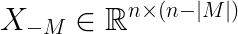 $X_{-M} \in \mathbb{R}^{n \times (n-|M|)}$